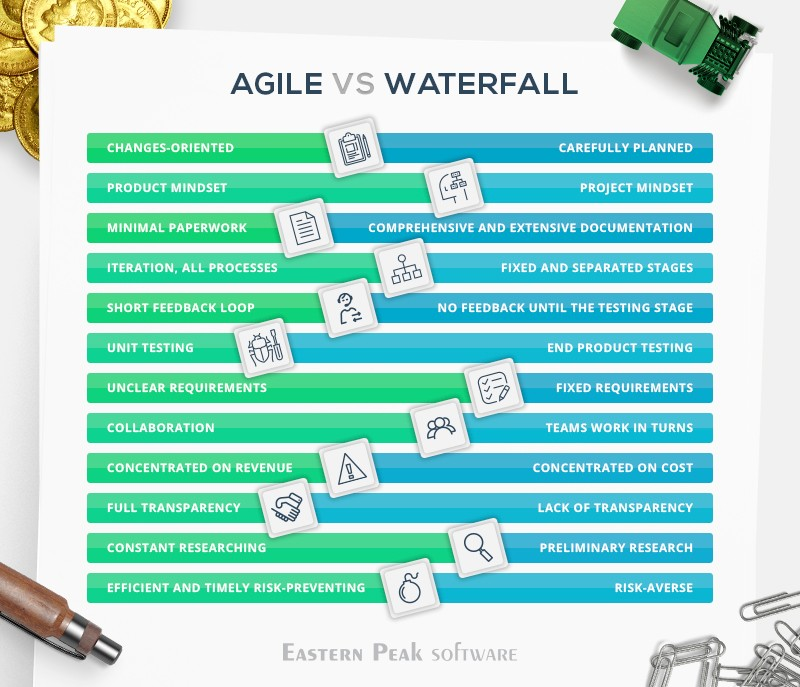 AGILE VS WATERFALL
CHANGES-ORIENTED CAREFULLY PLANNED
PRODUCT MINDSET PROJECT MINDSET
MINIMAL PAPERWORK COMPREHENSIVE AND EXTENSIVE DOCUMENTATION
ITERATION, ALL PROCESSES FIXED AND SEPARATED STAGES
SHORT FEEDBACK LOOP NO FEEDBACK UNTIL THE TESTING STAGE
UNIT TESTING END PRODUCT TESTING
UNCLEAR REQUIREMENTS FIXED REQUIREMENTS
COLLABORATION TEAMS WORK IN TURNS
CONCENTRATED ON REVENUE CONCENTRATED ON COST
FULL TRANSPARENCY LACK OF TRANSPARENCY
CONSTANT RESEARCHING PRELIMINARY RESEARCH
EFFICIENT AND TIMELY RISK-PREVENTING RISK-AVERSE
EASTERN PEAK SOFTWARE